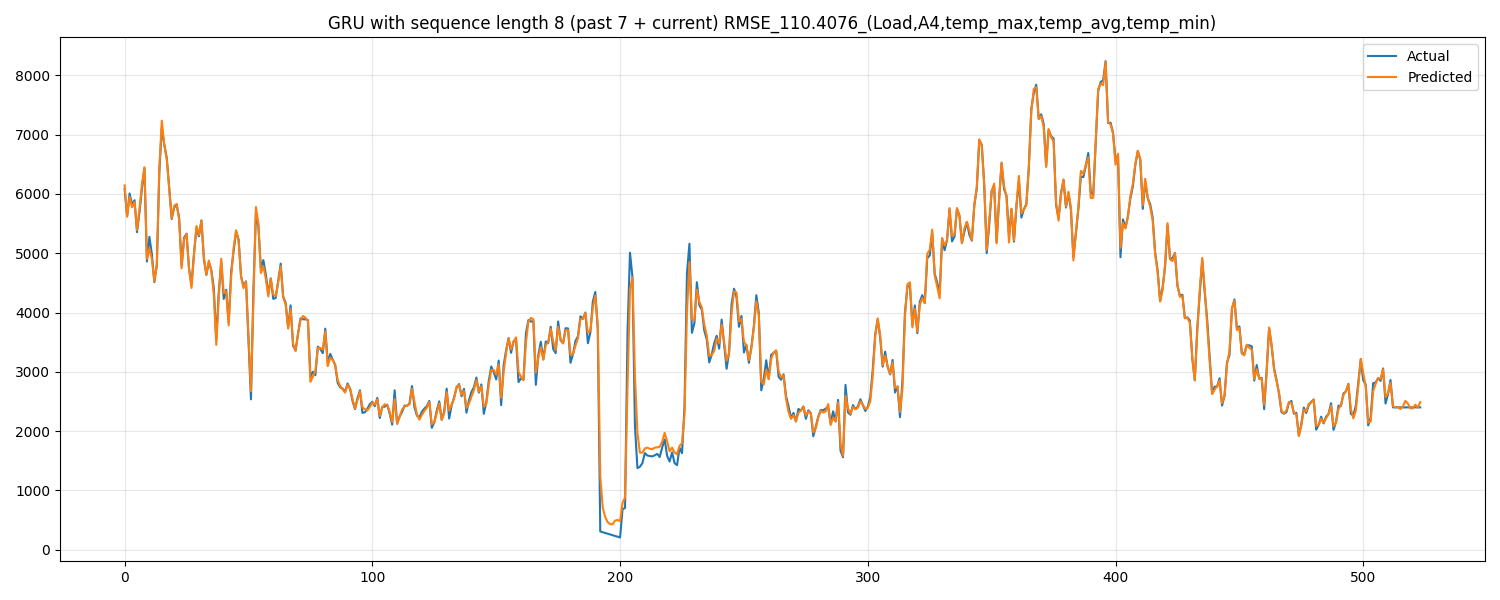 GRU with sequence length 8 (past 7 + current) RMSE_110.4076_(Load,A4,temp_max,temp_avg,temp_min)
Actual
Predicted
8000
7000
6000
5000
4000
3000
2000
1000
0
0 100 200 300 400 500